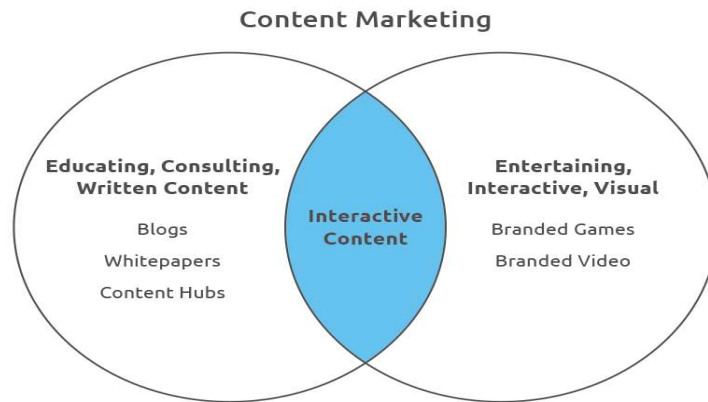 Content Marketing
Educating, Consulting,
Written Content
Blogs
Whitepapers
Content Hubs
Interactive
Content
Entertaining,
Interactive, Visual
Branded Games
Branded Video